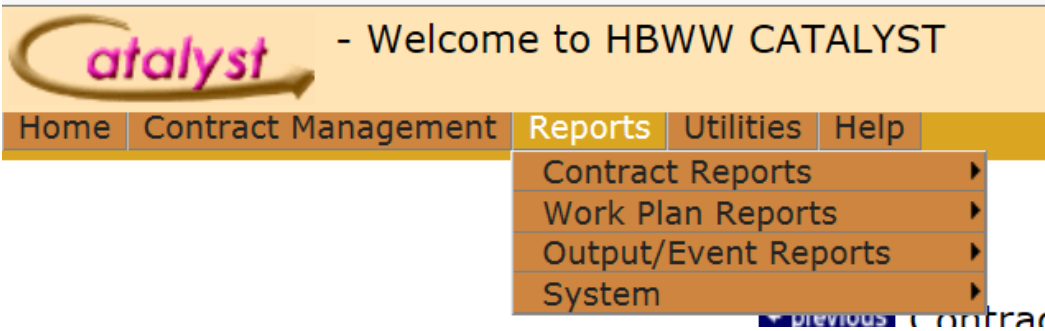 Catalyst - Welcome to HBWW CATALYST
Home Contract Management Reports Utilities Help
Contract Reports
Work Plan Reports
Output/Event Reports
System
previous